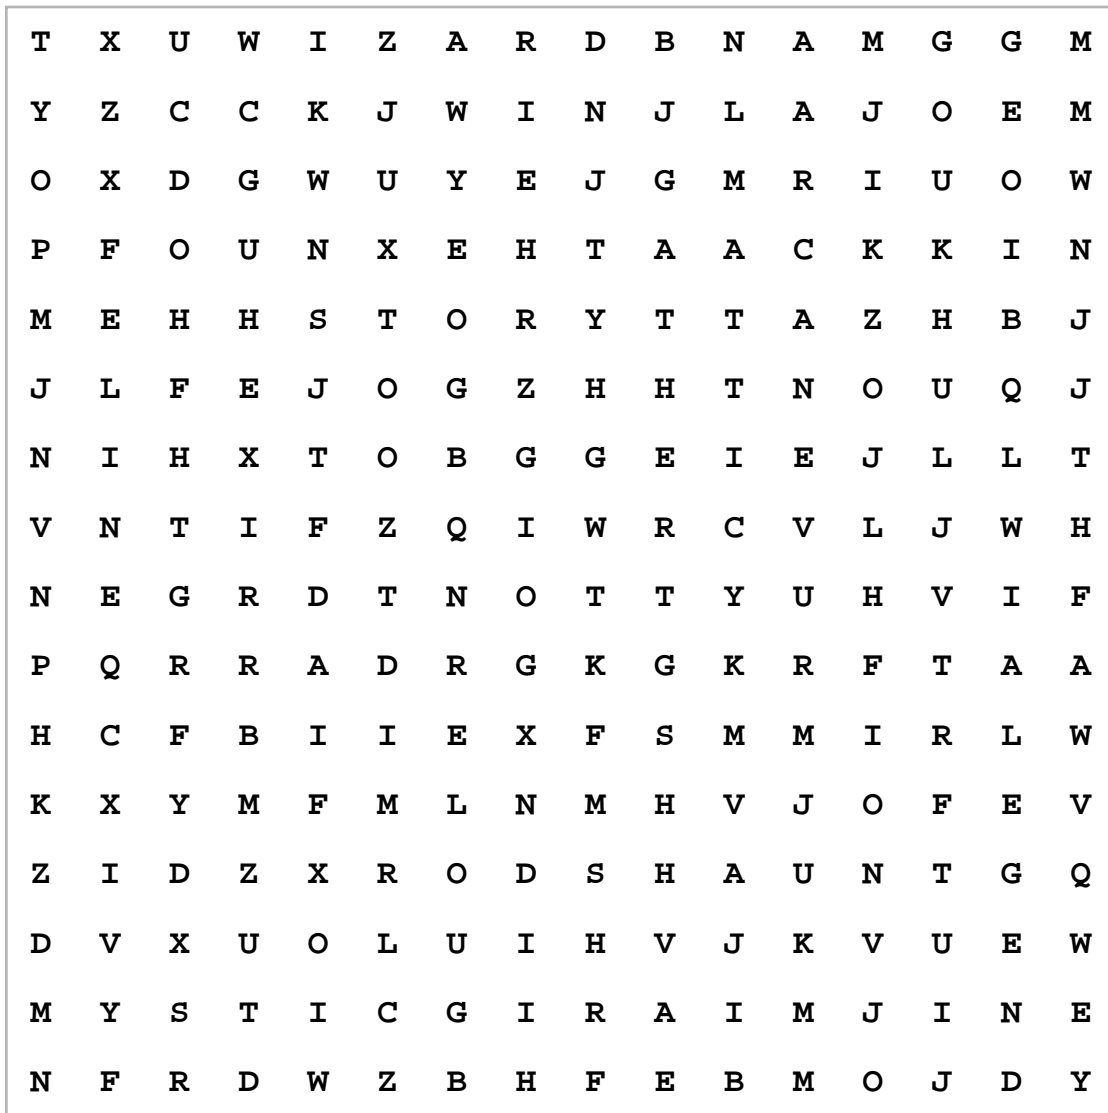 T X U W I Z A R D B N A M G G M
Y Z C C K J W I N J L A J O E M
O X D G W U Y E J G M R I U O W
P F O U N X E H T A A C K K I N
M E H H S T O R Y T T A Z H B J
J L F E J O G Z H H T N O U Q J
N I H X T O B G G E I E J L L T
V N T I F Z Q I W R C V L J W H
N E G R D T N O T T Y U H V I F
P Q R R A D R G K G K R F T A A
H C F B I I E X F S M M I R L W
K X Y M F M L N M H V J O F E V
Z I D Z X R O D S H A U N T G Q
D V X U O L U I H V J K V U E W
M Y S T I C G I R A I M J I N E
N F R D W Z B H F E B M O J D Y